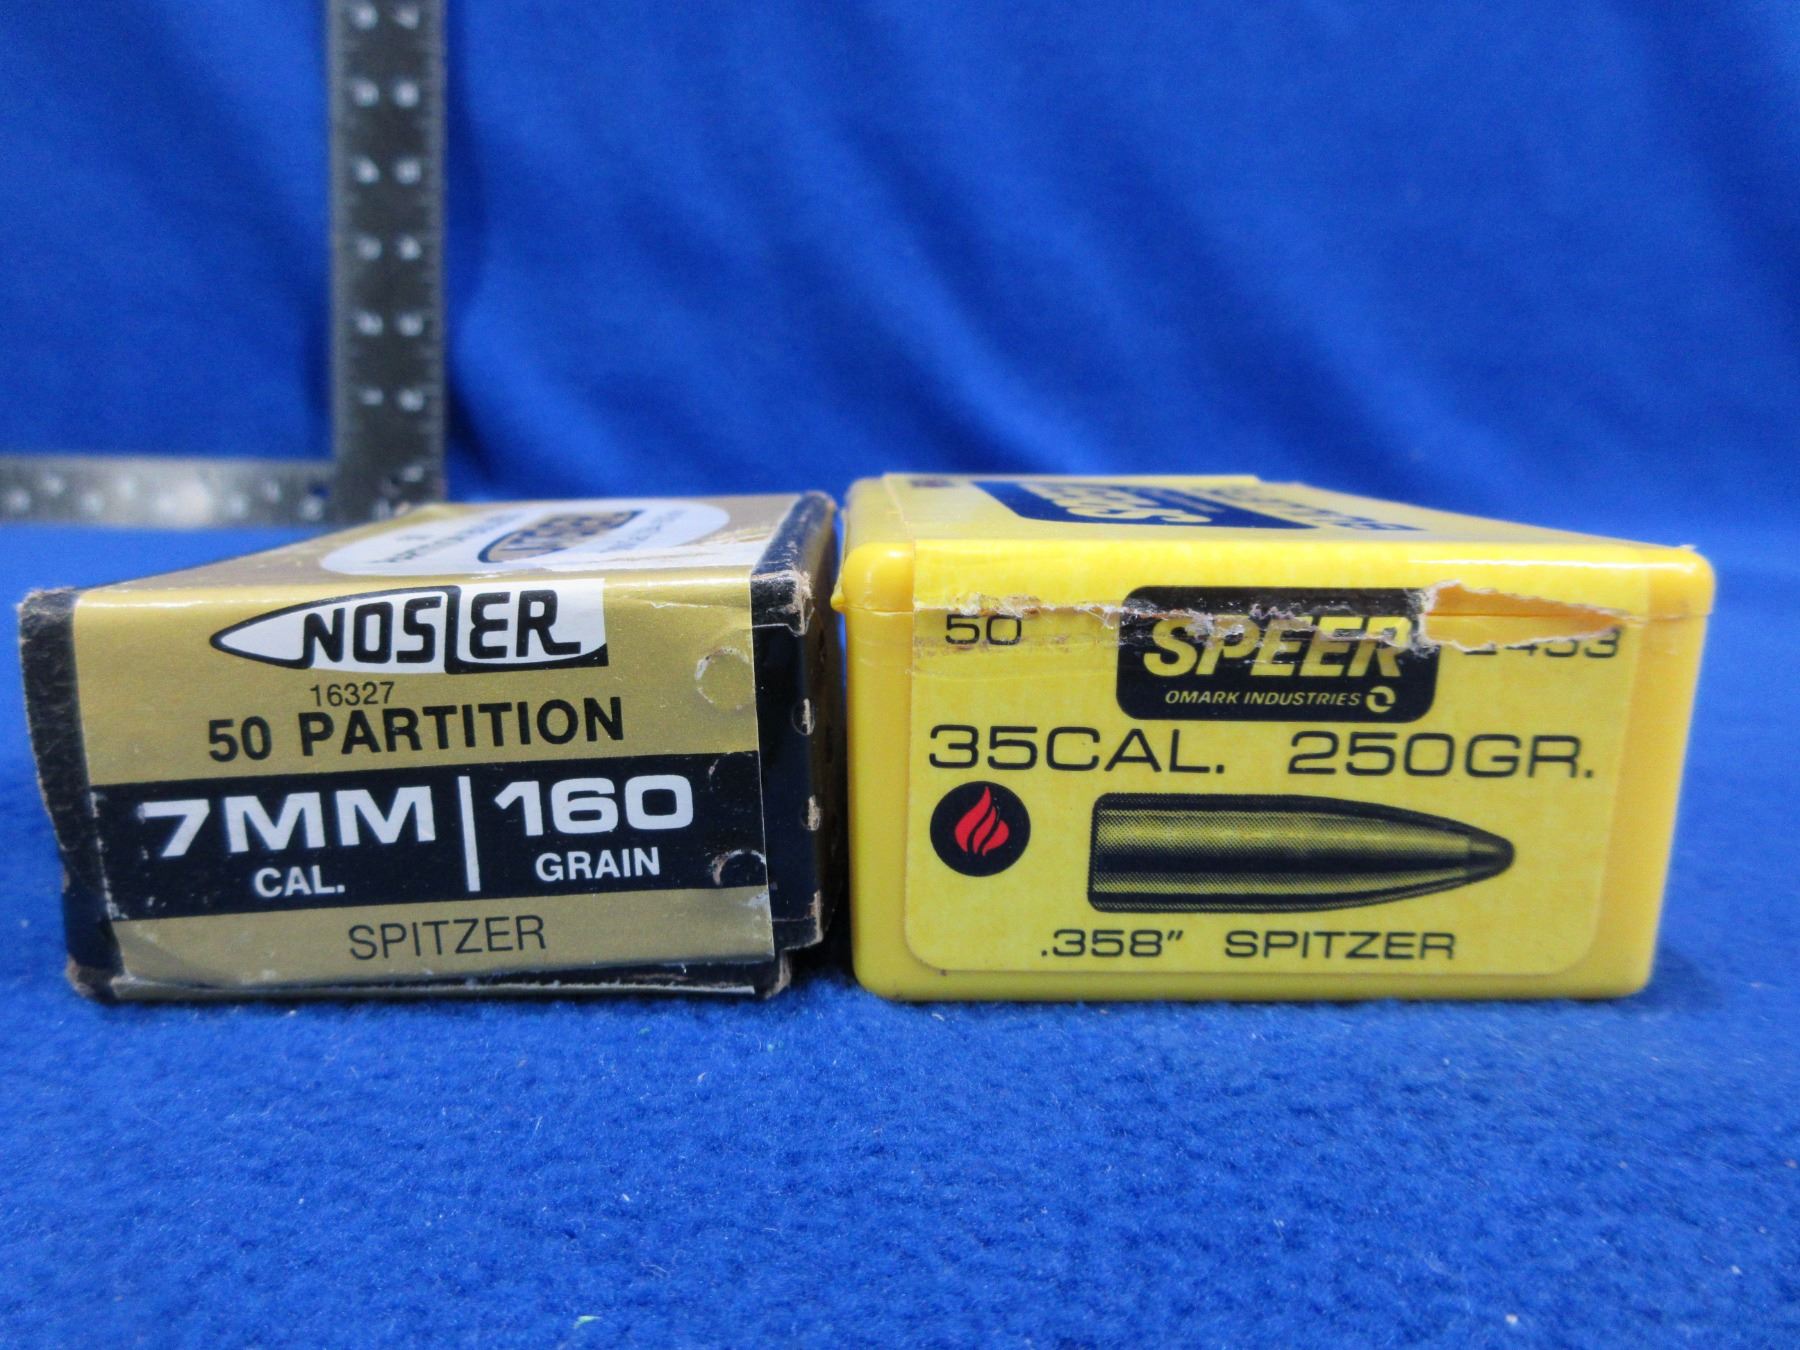 NOSLER
16327
50 PARTITION
7MM 160
CAL. GRAIN
SPITZER
50
SPEER
OMARK INDUSTRIES
35CAL. 250GR.
.358" SPITZER